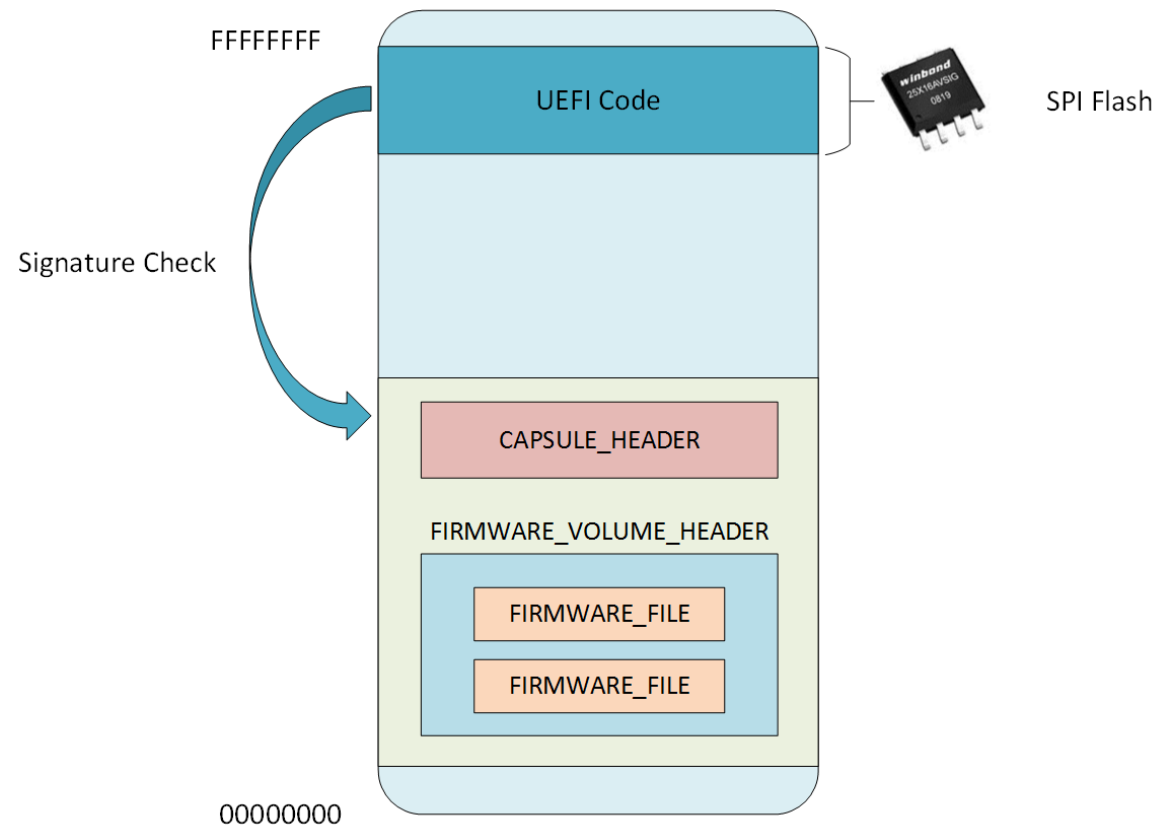 FFFFFFFF
UEFI Code
winbond
25X16AVSIG
0819
SPI Flash
Signature Check
CAPSULE_HEADER
FIRMWARE_VOLUME_HEADER
FIRMWARE_FILE
FIRMWARE_FILE
00000000